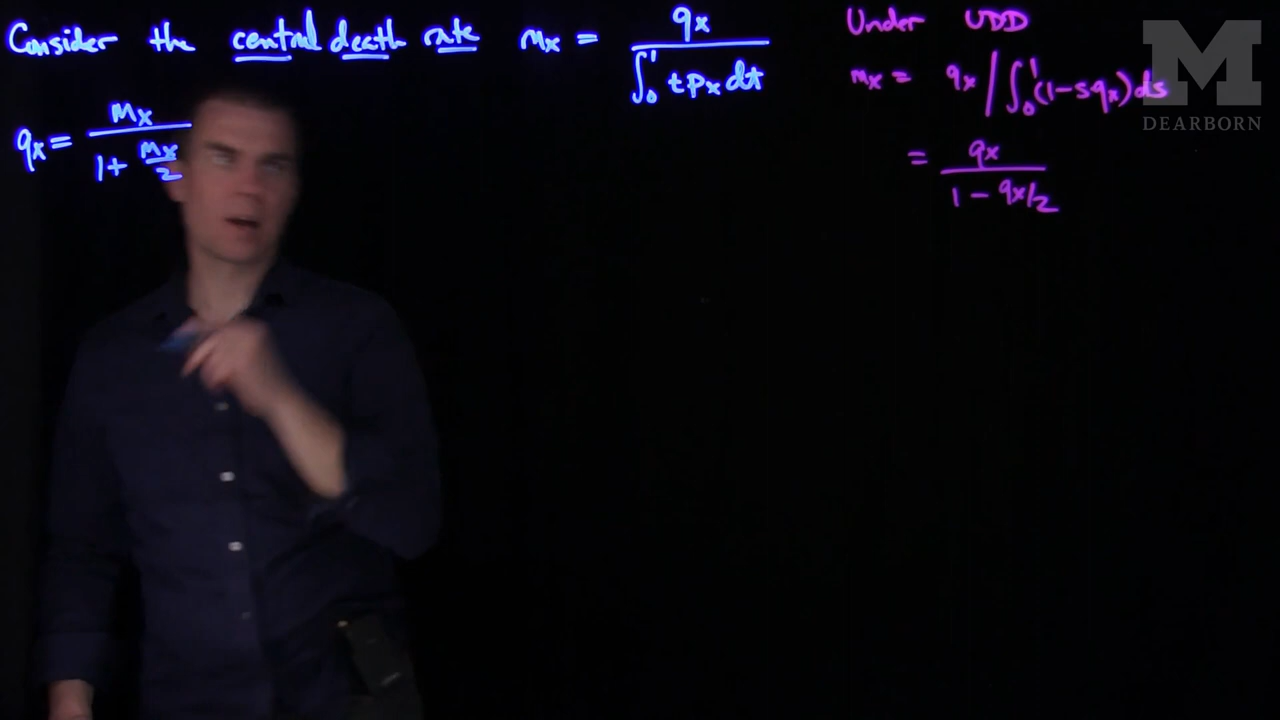 Consider the central death rate mx = qx / ∫₀¹ tpx dt
qx = mx / (1 + mx/2)
Under UDD
mx = qx / ∫₀¹ (1 - s qx) ds
= qx / (1 - qx/2)
M
DEARBORN